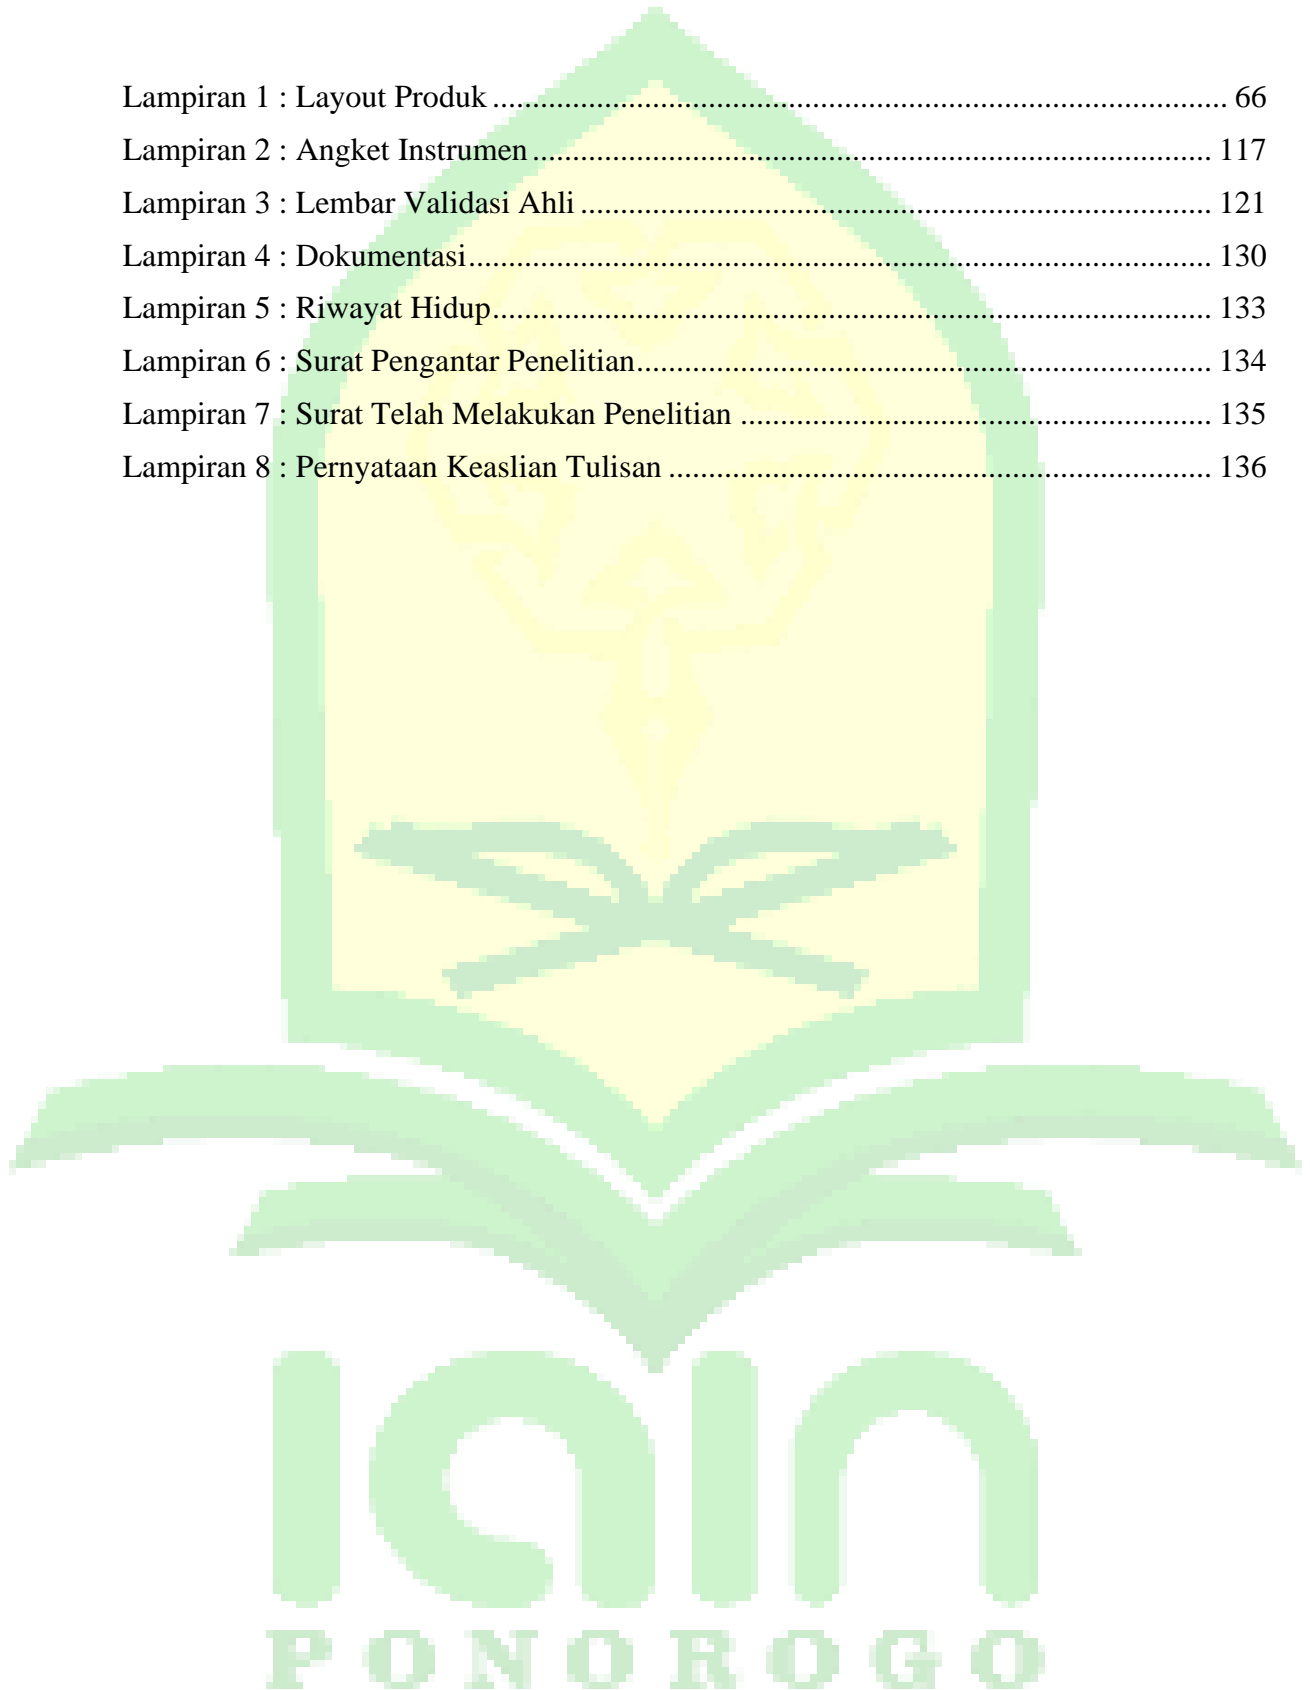 Lampiran 1 : Layout Produk ............................................................................................ 66
Lampiran 2 : Angket Instrumen ..................................................................................... 117
Lampiran 3 : Lembar Validasi Ahli ............................................................................... 121
Lampiran 4 : Dokumentasi............................................................................................. 130
Lampiran 5 : Riwayat Hidup.......................................................................................... 133
Lampiran 6 : Surat Pengantar Penelitian........................................................................ 134
Lampiran 7 : Surat Telah Melakukan Penelitian ........................................................... 135
Lampiran 8 : Pernyataan Keaslian Tulisan .................................................................... 136
iain
PONOROGO